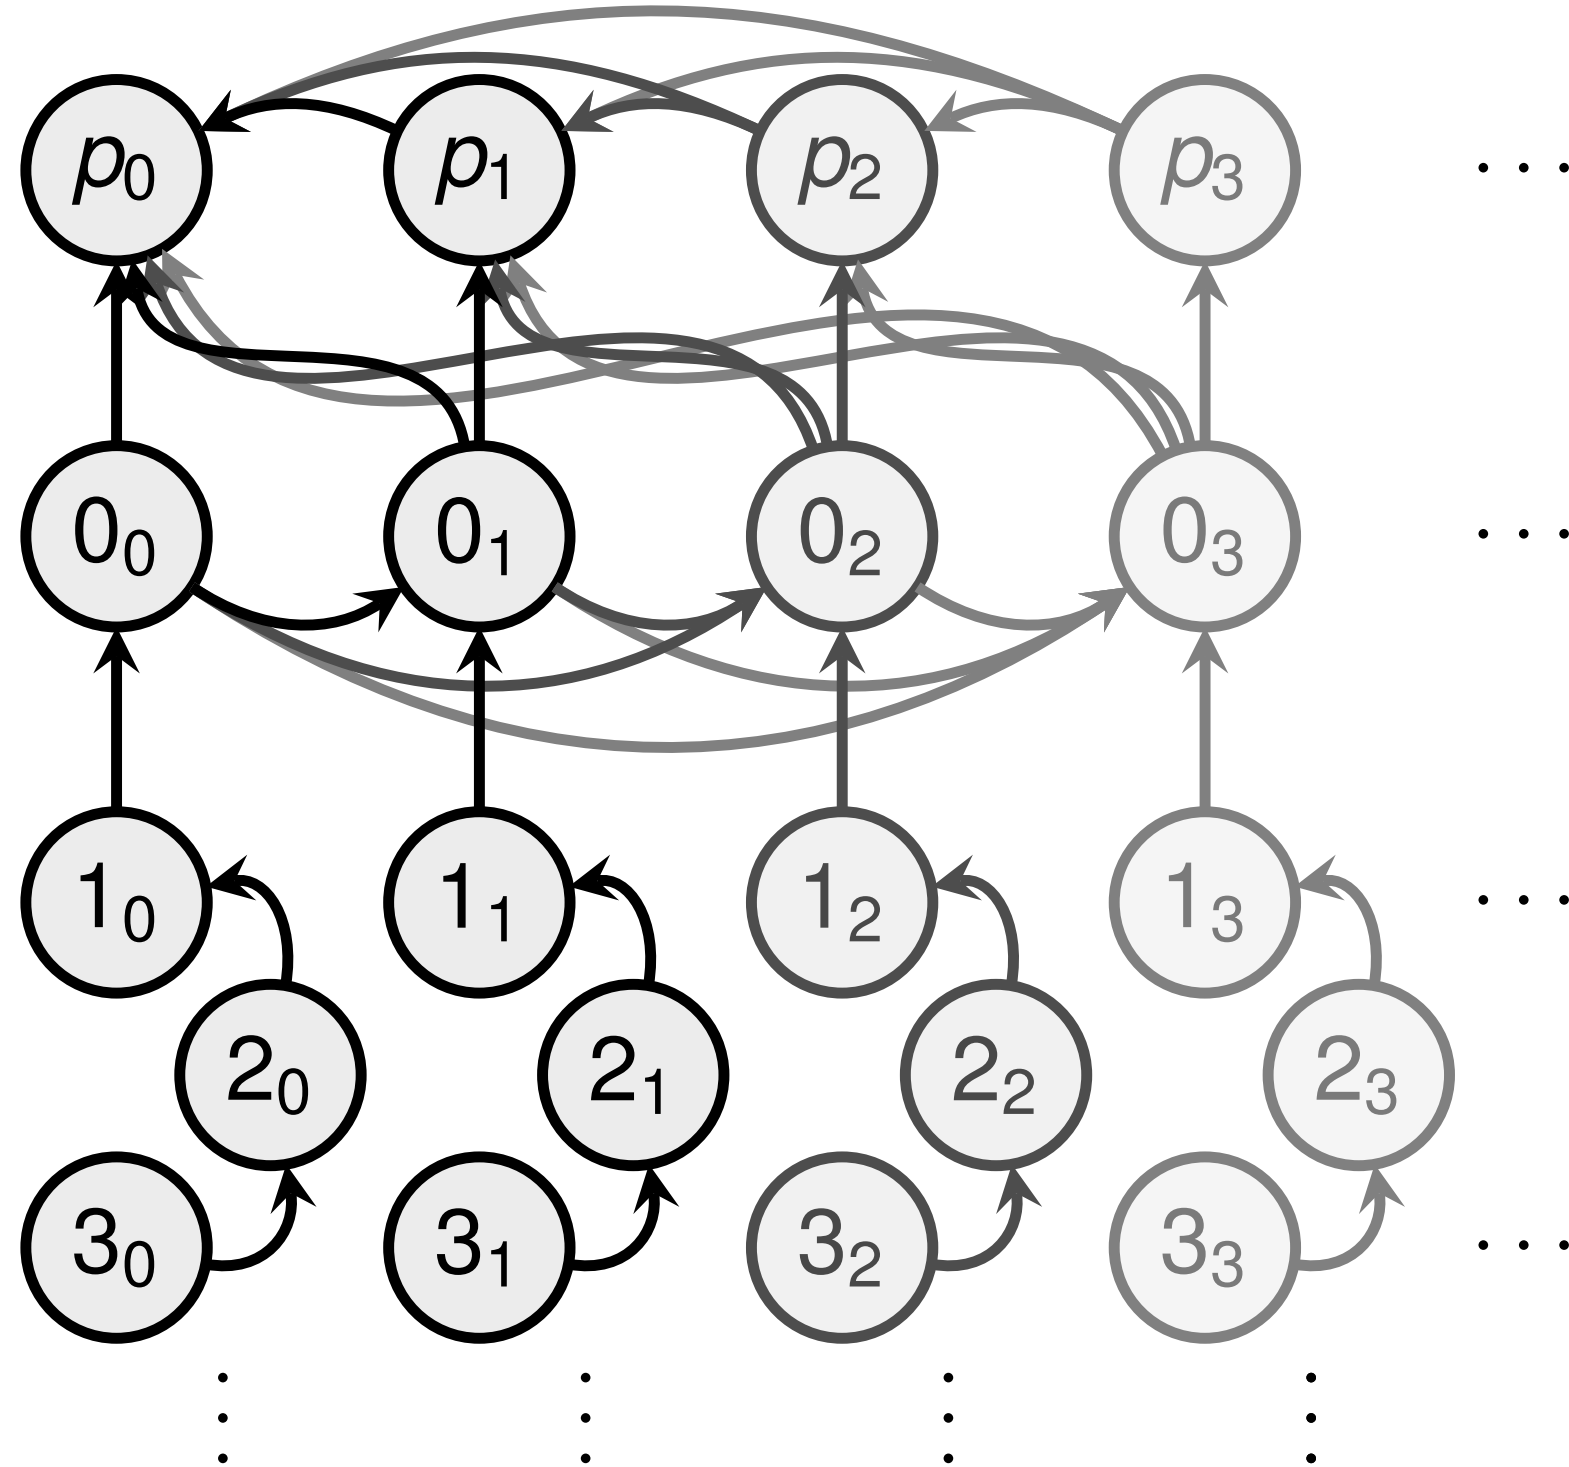 p₀ p₁ p₂ p₃ · · ·
0₀ 0₁ 0₂ 0₃ · · ·
1₀ 1₁ 1₂ 1₃ · · ·
2₀ 2₁ 2₂ 2₃
3₀ 3₁ 3₂ 3₃ · · ·